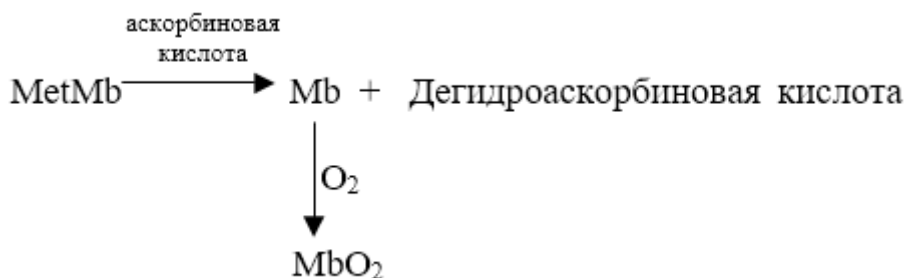 аскорбиновая
кислота
MetMb Mb + Дегидроаскорбиновая кислота
O₂
MbO₂